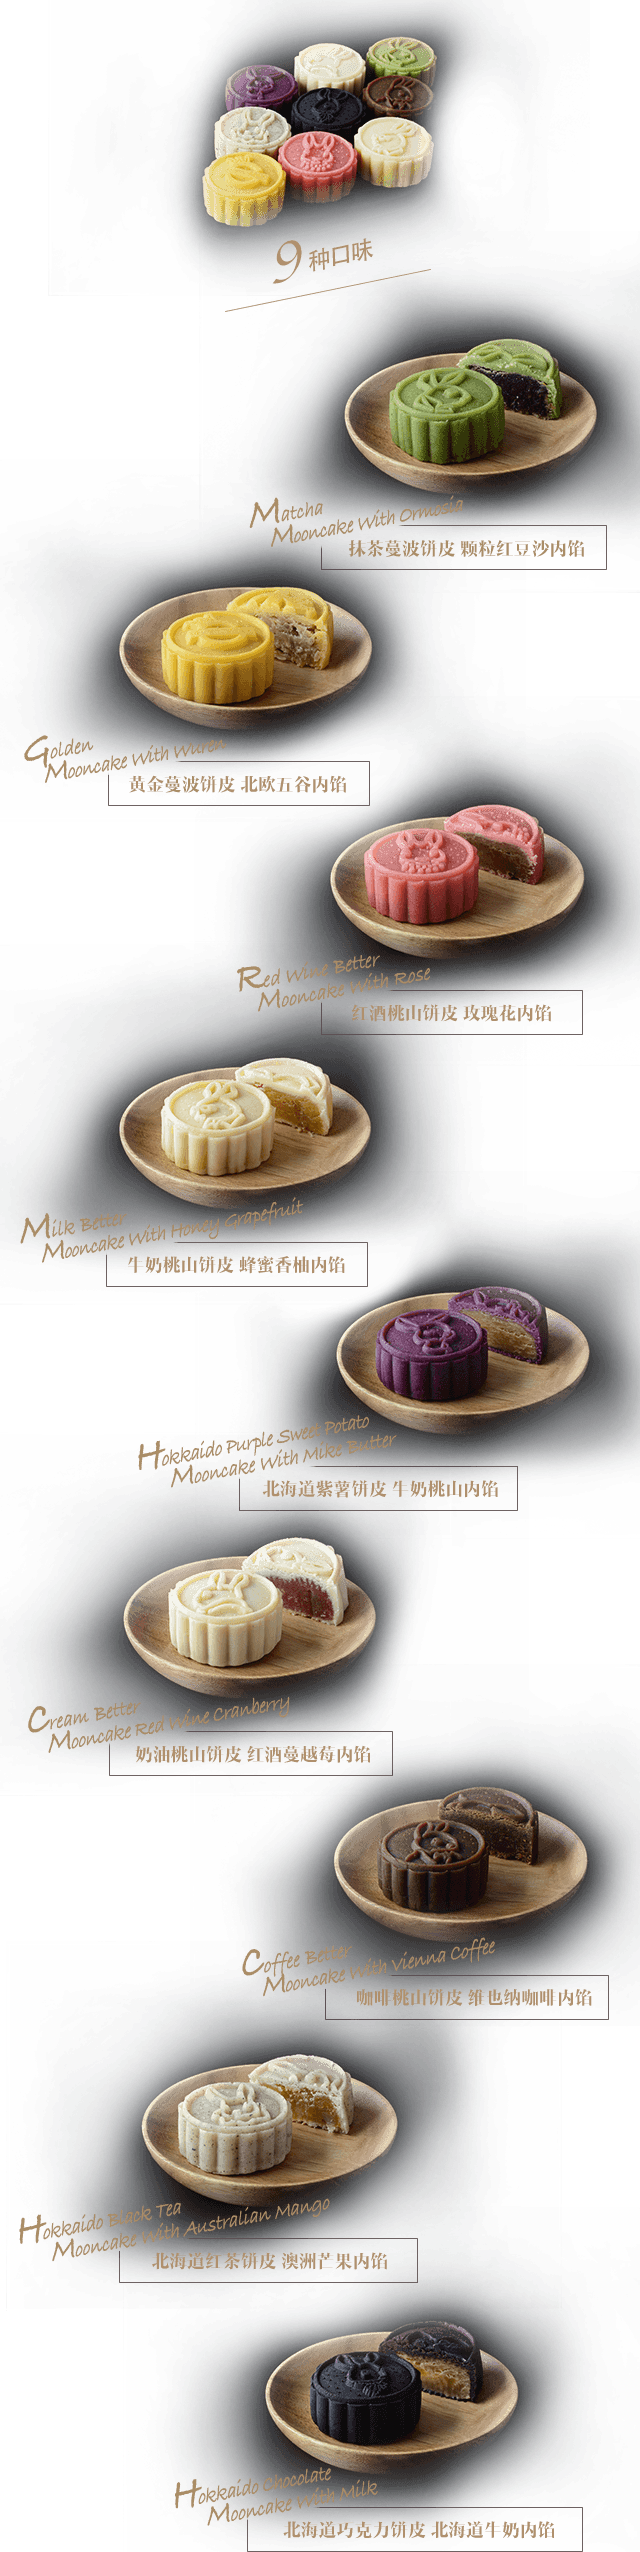 9种口味
Matcha
Mooncake With Ormosia
抹茶蔓波饼皮 颗粒红豆沙内馅
Golden
Mooncake With Wuren
黄金蔓波饼皮 北欧五谷内馅
Red Wine Better
Mooncake With Rose
红酒桃山饼皮 玫瑰花内馅
Milk Better
Mooncake With Honey Grapefruit
牛奶桃山饼皮 蜂蜜香柚内馅
Hokkaido Purple Sweet Potato
Mooncake With Mike Butter
北海道紫薯饼皮 牛奶桃山内馅
Cream Better
Mooncake Red Wine Cranberry
奶油桃山饼皮 红酒蔓越莓内馅
Coffee Better
Mooncake With Vienna Coffee
咖啡桃山饼皮 维也纳咖啡内馅
Hokkaido Black Tea
Mooncake With Australian Mango
北海道红茶饼皮 澳洲芒果内馅
Hokkaido Chocolate
Mooncake With Milk
北海道巧克力饼皮 北海道牛奶内馅